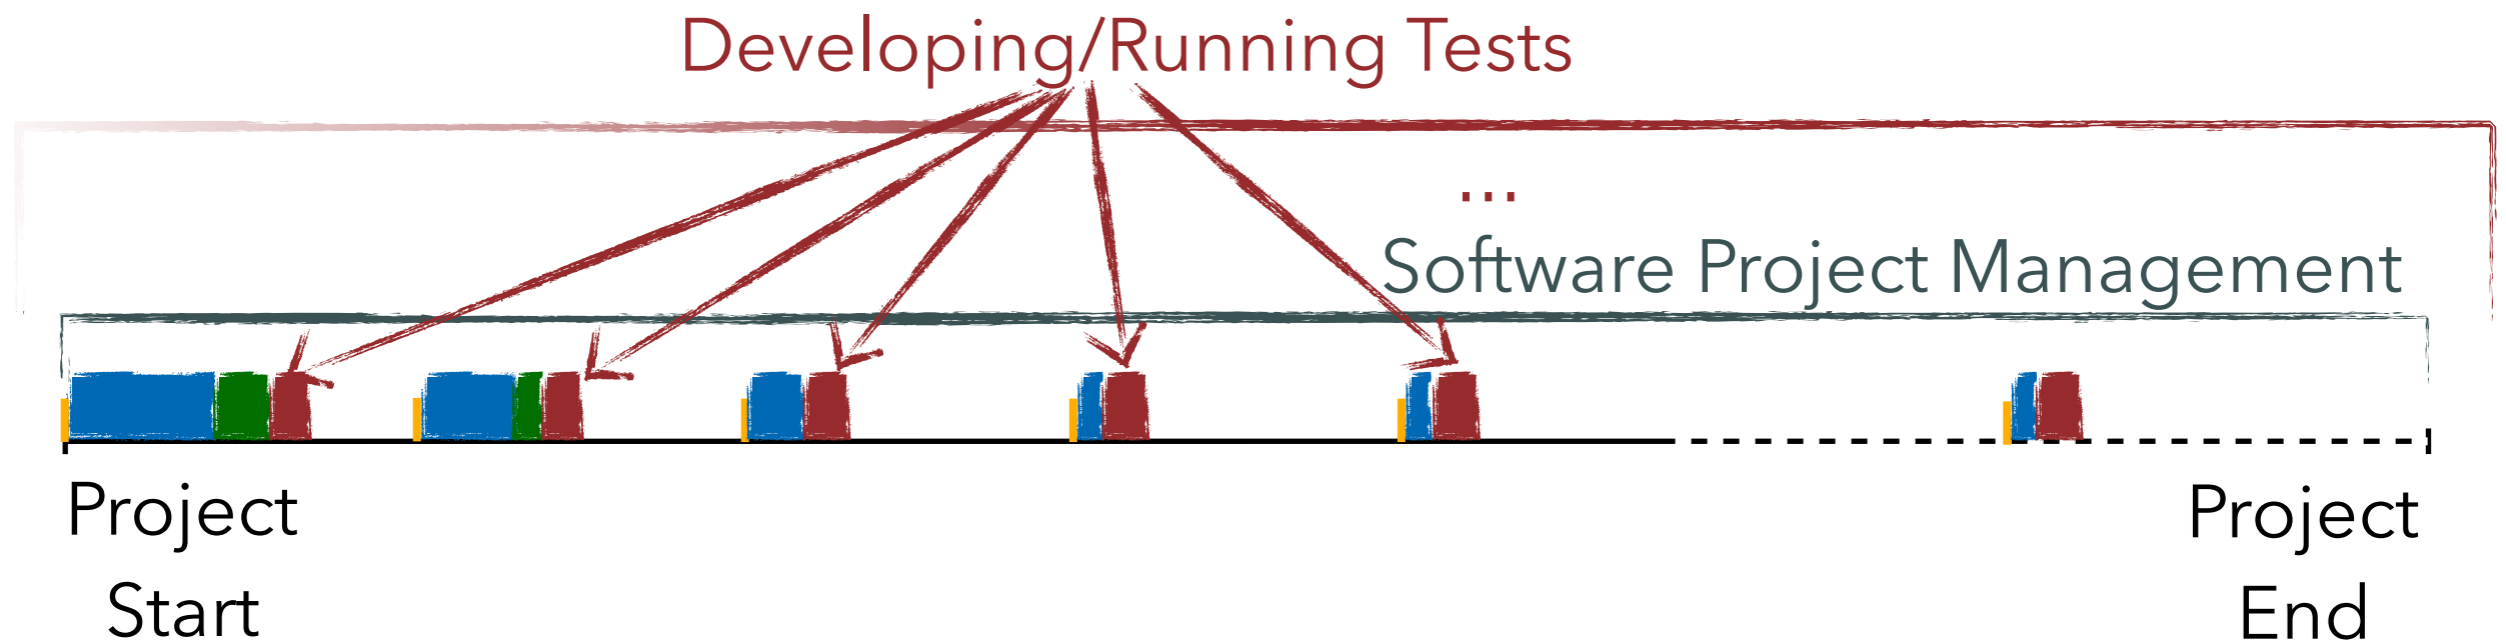 Developing/Running Tests
...
Software Project Management
Project
Start
Project
End